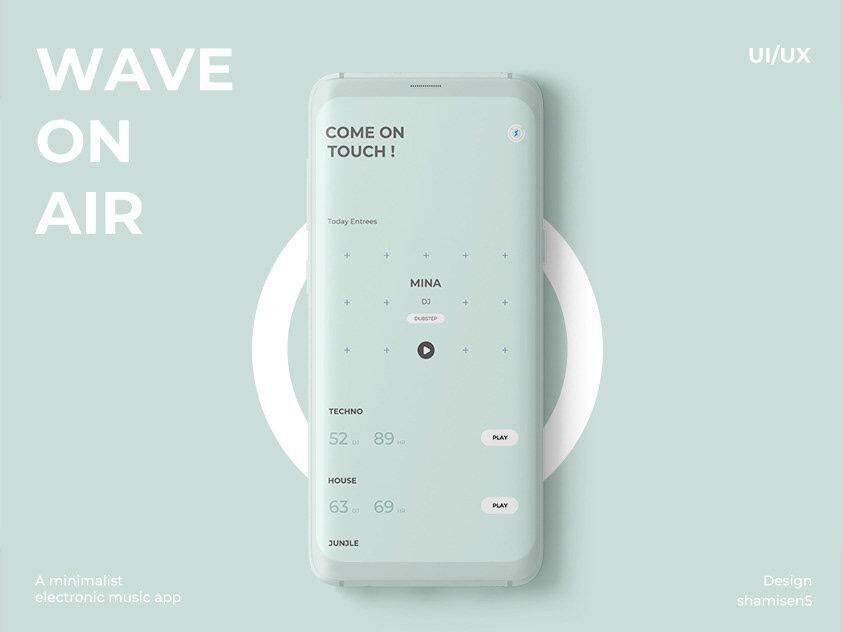 WAVE
ON
AIR
UI/UX
COME ON
TOUCH !
Today Entrees
MINA
DJ
DUBSTEP
TECHNO
52 DJ 89 HR
PLAY
HOUSE
63 DJ 69 HR
PLAY
JUNJLE
A minimalist
electronic music app
Design
shamisen5